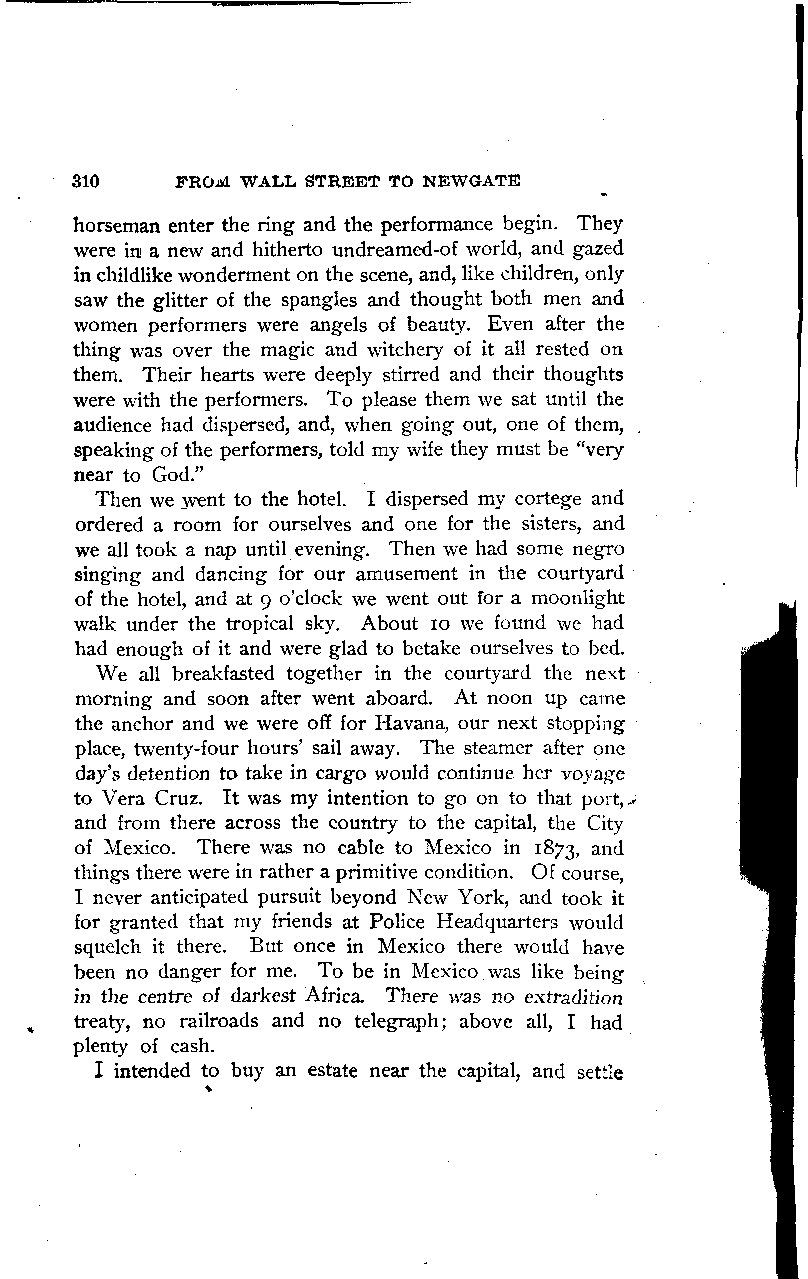 310 FROM WALL STREET TO NEWGATE
horseman enter the ring and the performance begin. They
were in a new and hitherto undreamed-of world, and gazed
in childlike wonderment on the scene, and, like children, only
saw the glitter of the spangles and thought both men and
women performers were angels of beauty. Even after the
thing was over the magic and witchery of it all rested on
them. Their hearts were deeply stirred and their thoughts
were with the performers. To please them we sat until the
audience had dispersed, and, when going out, one of them,
speaking of the performers, told my wife they must be "very
near to God."
Then we went to the hotel. I dispersed my cortege and
ordered a room for ourselves and one for the sisters, and
we all took a nap until evening. Then we had some negro
singing and dancing for our amusement in the courtyard
of the hotel, and at 9 o'clock we went out for a moonlight
walk under the tropical sky. About 10 we found we had
had enough of it and were glad to betake ourselves to bed.
We all breakfasted together in the courtyard the next
morning and soon after went aboard. At noon up came
the anchor and we were off for Havana, our next stopping
place, twenty-four hours' sail away. The steamer after one
day's detention to take in cargo would continue her voyage
to Vera Cruz. It was my intention to go on to that port,
and from there across the country to the capital, the City
of Mexico. There was no cable to Mexico in 1873, and
things there were in rather a primitive condition. Of course,
I never anticipated pursuit beyond New York, and took it
for granted that my friends at Police Headquarters would
squelch it there. But once in Mexico there would have
been no danger for me. To be in Mexico was like being
in the centre of darkest Africa. There was no extradition
treaty, no railroads and no telegraph; above all, I had
plenty of cash.
I intended to buy an estate near the capital, and settle